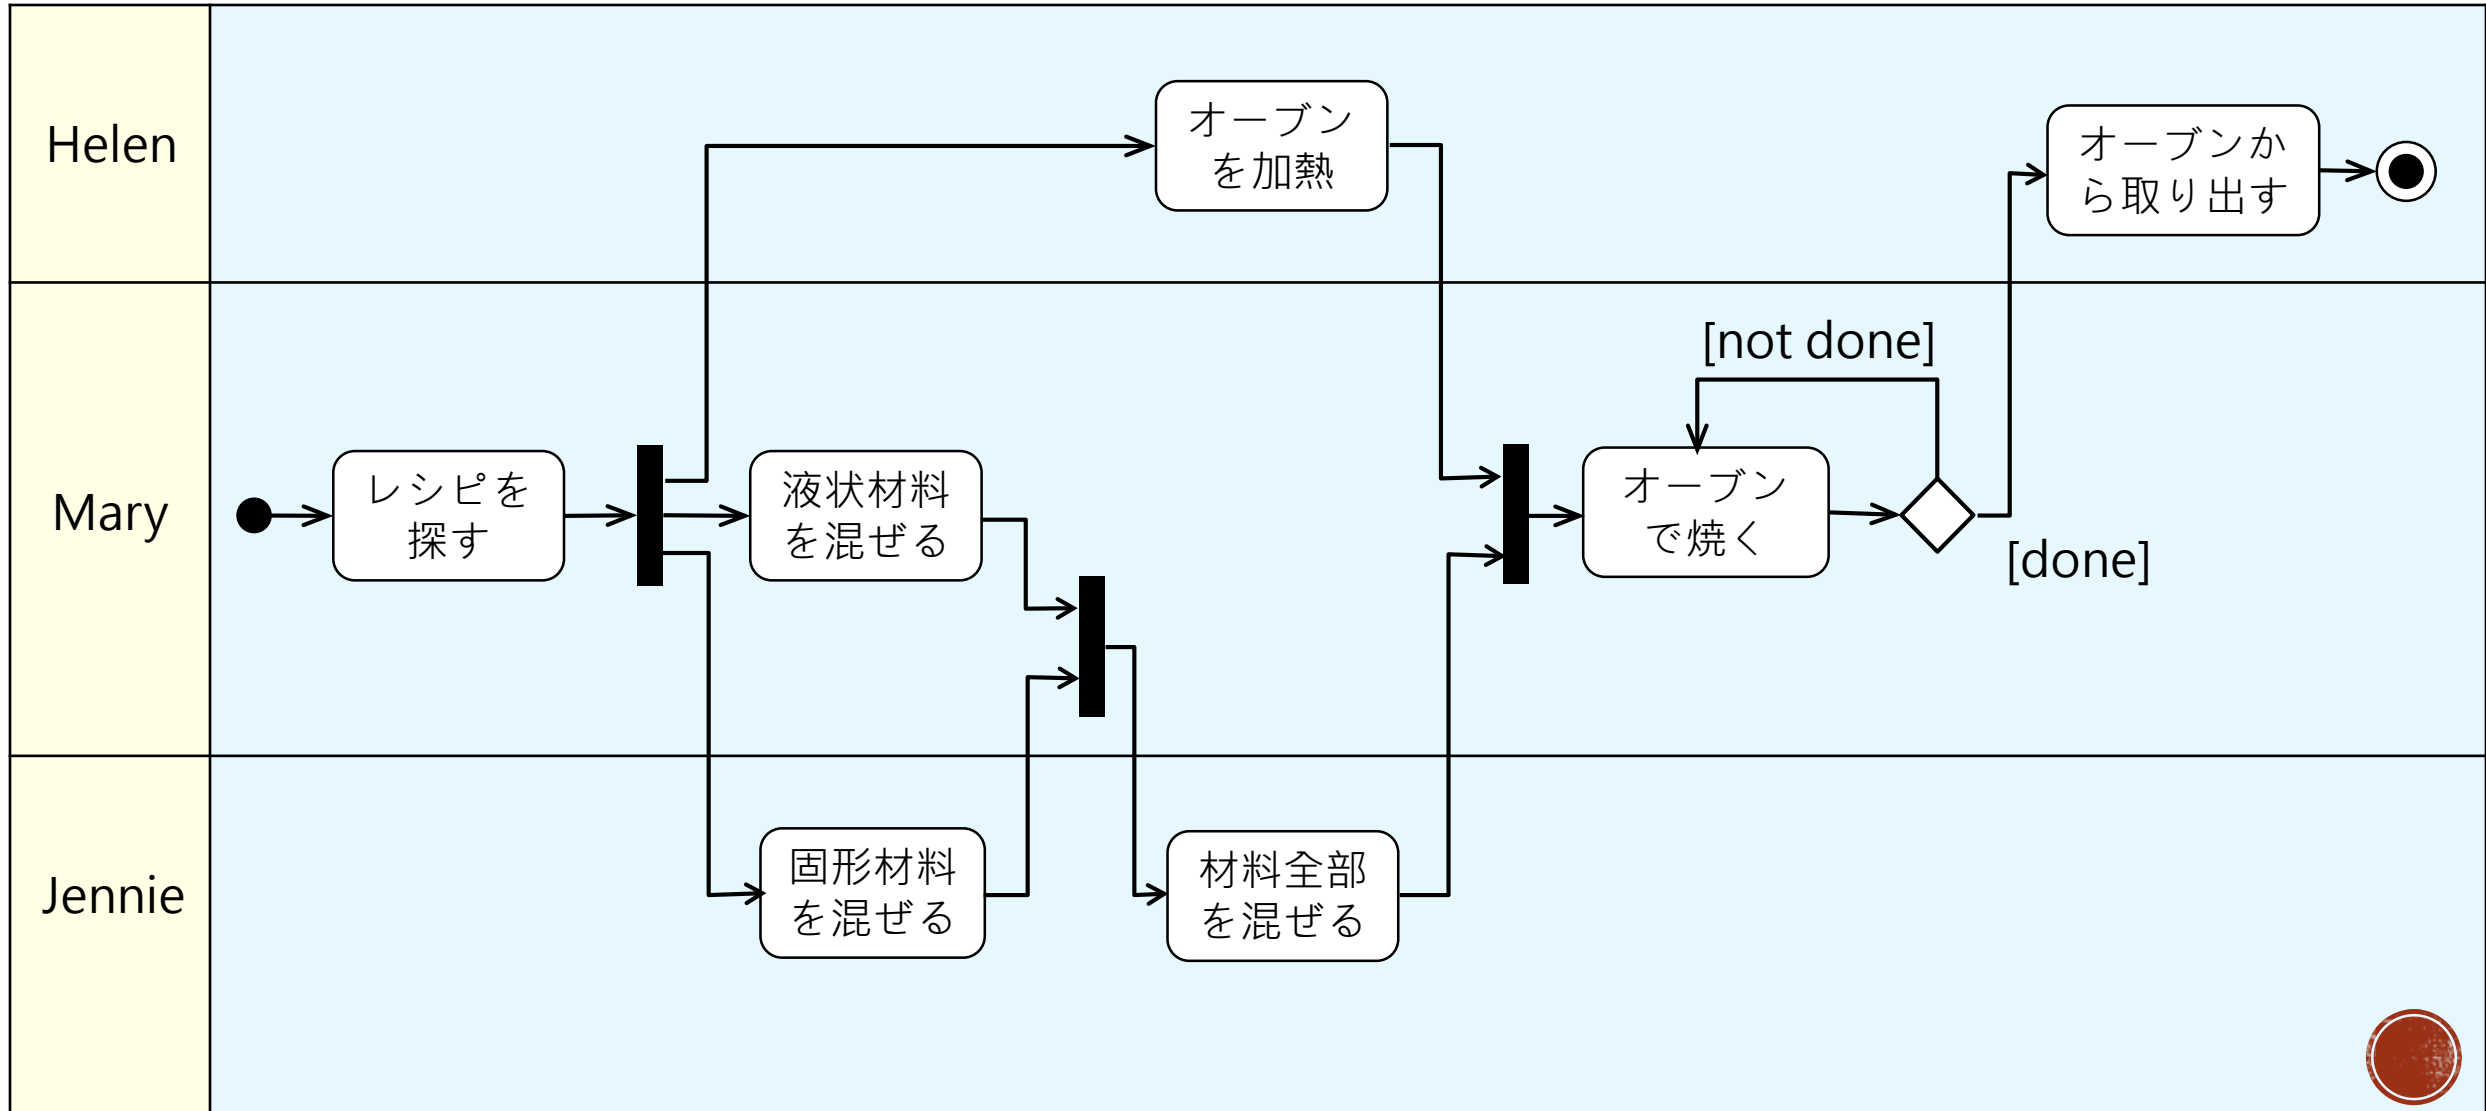 Helen
オーブン
を加熱
オーブンか
ら取り出す
Mary
レシピを
探す
液状材料
を混ぜる
[not done]
オーブン
で焼く
[done]
Jennie
固形材料
を混ぜる
材料全部
を混ぜる